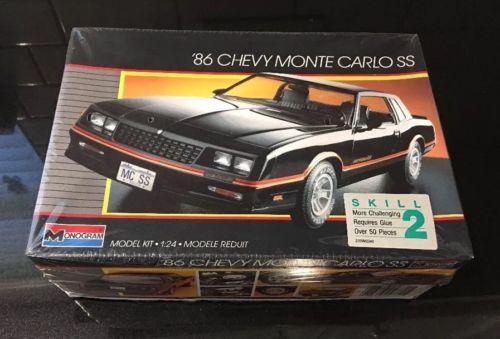 '86 CHEVY MONTE CARLO SS
MC SS
SKILL
More Challenging
Requires Glue
Over 50 Pieces
2
MONOGRAM
MODEL KIT • 1:24 • MODELE REDUIT
'86 CHEVY MONTE CARLO SS